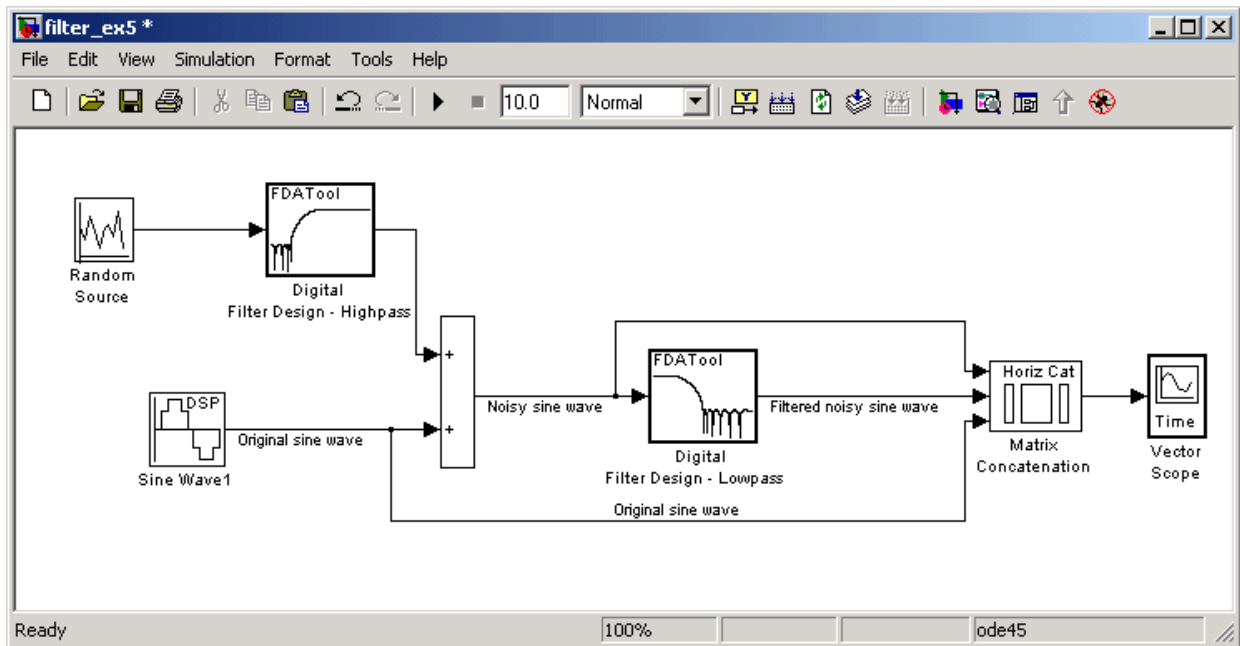 filter_ex5 *
File Edit View Simulation Format Tools Help
10.0 Normal
FDATool
Random
Source
Digital
Filter Design - Highpass
+
FDATool
Horiz Cat
DSP
Noisy sine wave
Filtered noisy sine wave
Time
Original sine wave
+
Sine Wave1
Digital
Filter Design - Lowpass
Matrix
Concatenation
Vector
Scope
Original sine wave
Ready 100% ode45